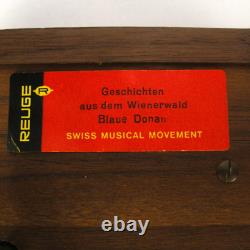 REUGE
R
Geschichten
aus dem Wienerwald
Blaue Donau
SWISS MUSICAL MOVEMENT